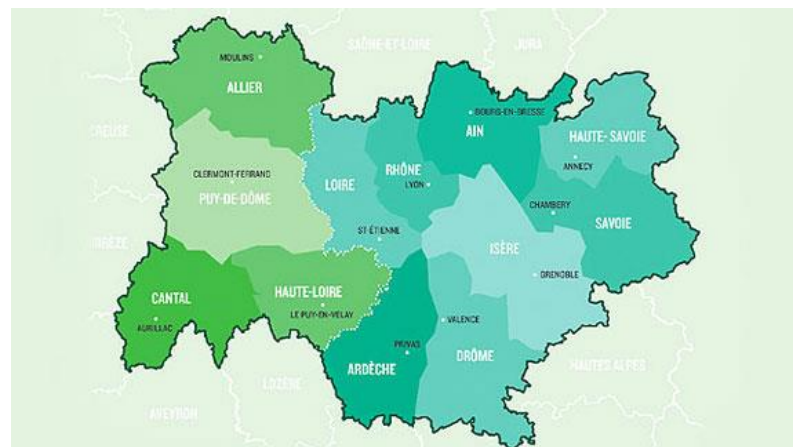 SAÔNE-ET-LOIRE
JURA
MOULINS
ALLIER
BOURG-EN-BRESSE
AIN
CREUSE
HAUTE-SAVOIE
ANNECY
RHÔNE
LYON
CLERMONT-FERRAND
PUY-DE-DÔME
LOIRE
CHAMBERY
SAVOIE
ST-ÉTIENNE
ISÈRE
GRENOBLE
CANTAL
AURILLAC
HAUTE-LOIRE
LE PUY-EN-VELAY
VALENCE
PRIVAS
DRÔME
ARDÈCHE
HAUTES ALPES
LOZÈRE
AVEYRON